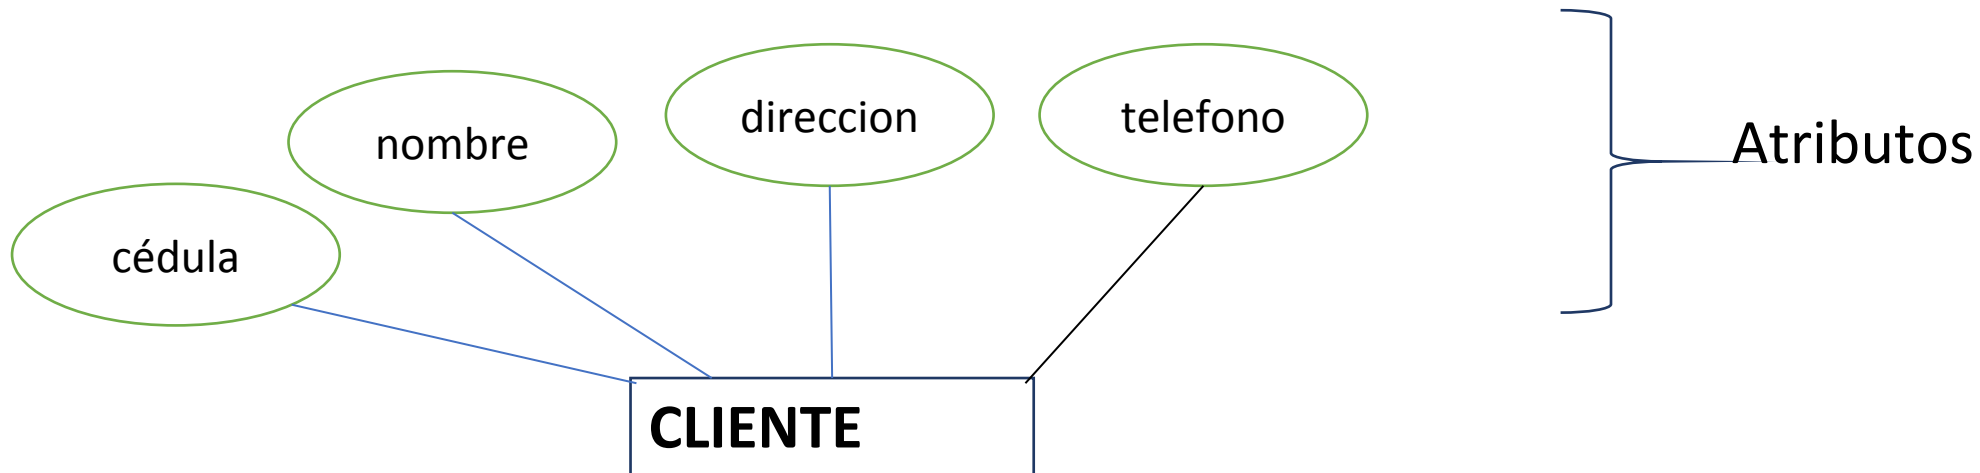 cédula
nombre
direccion
telefono
Atributos
CLIENTE